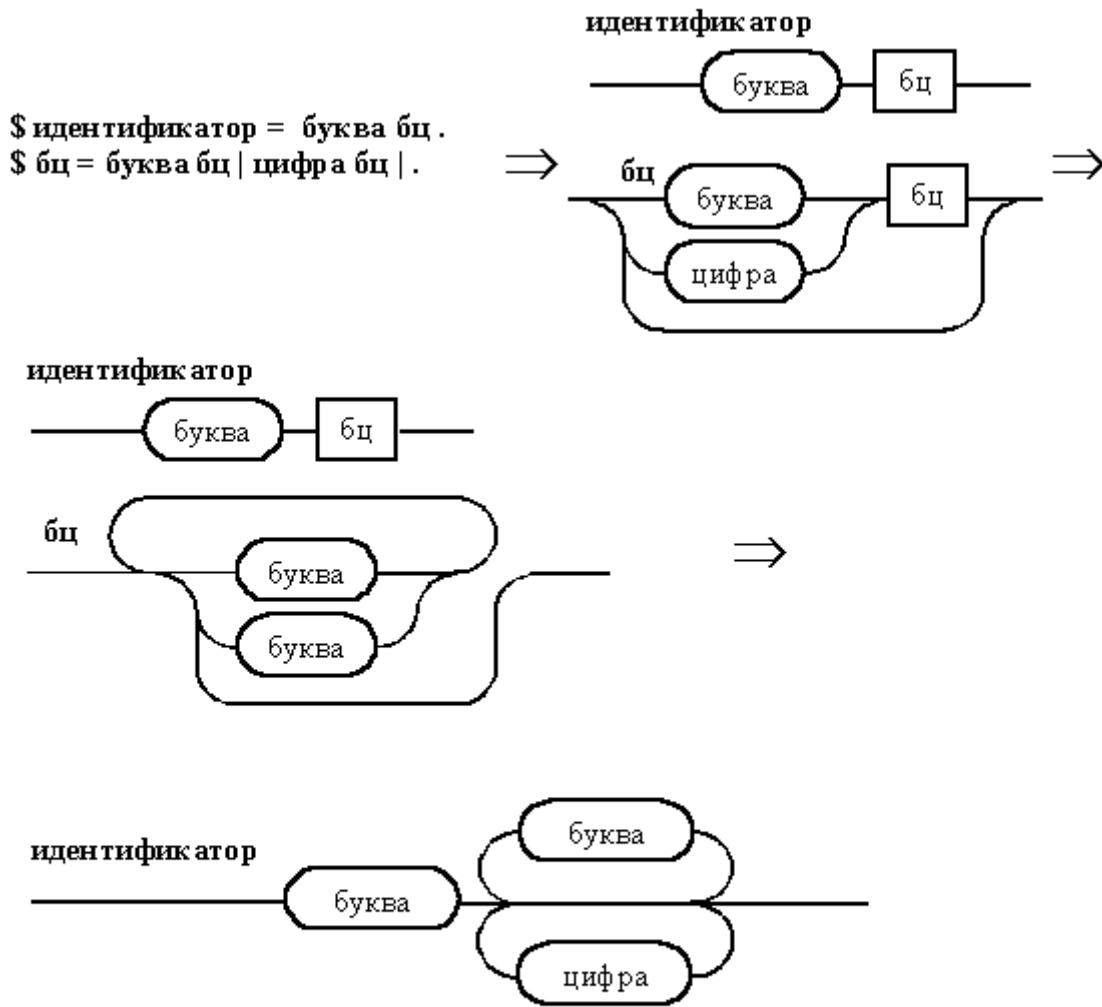 идентификатор
буква бц
$ идентификатор = буква бц .
$ бц = буква бц | цифра бц | .
⇒
бц
буква бц
цифра
⇒
идентификатор
буква бц
бц
буква
буква
⇒
идентификатор
буква
буква
цифра